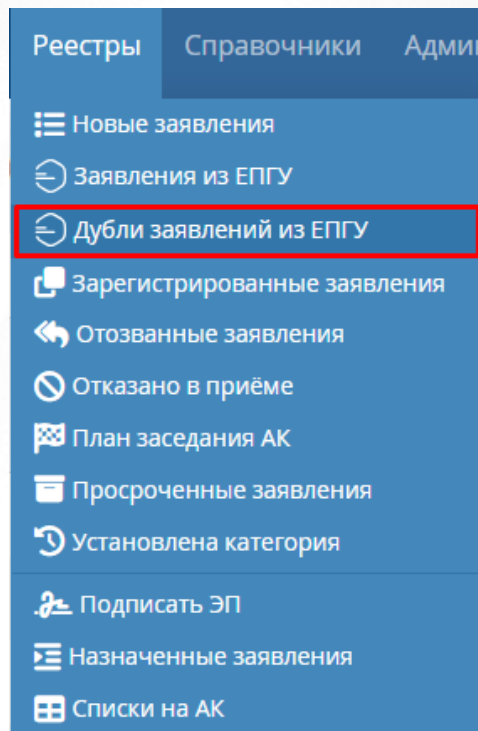 Реестры Справочники Адми
Новые заявления
Заявления из ЕПГУ
Дубли заявлений из ЕПГУ
Зарегистрированные заявления
Отозванные заявления
Отказано в приёме
План заседания АК
Просроченные заявления
Установлена категория
Подписать ЭП
Назначенные заявления
Списки на АК